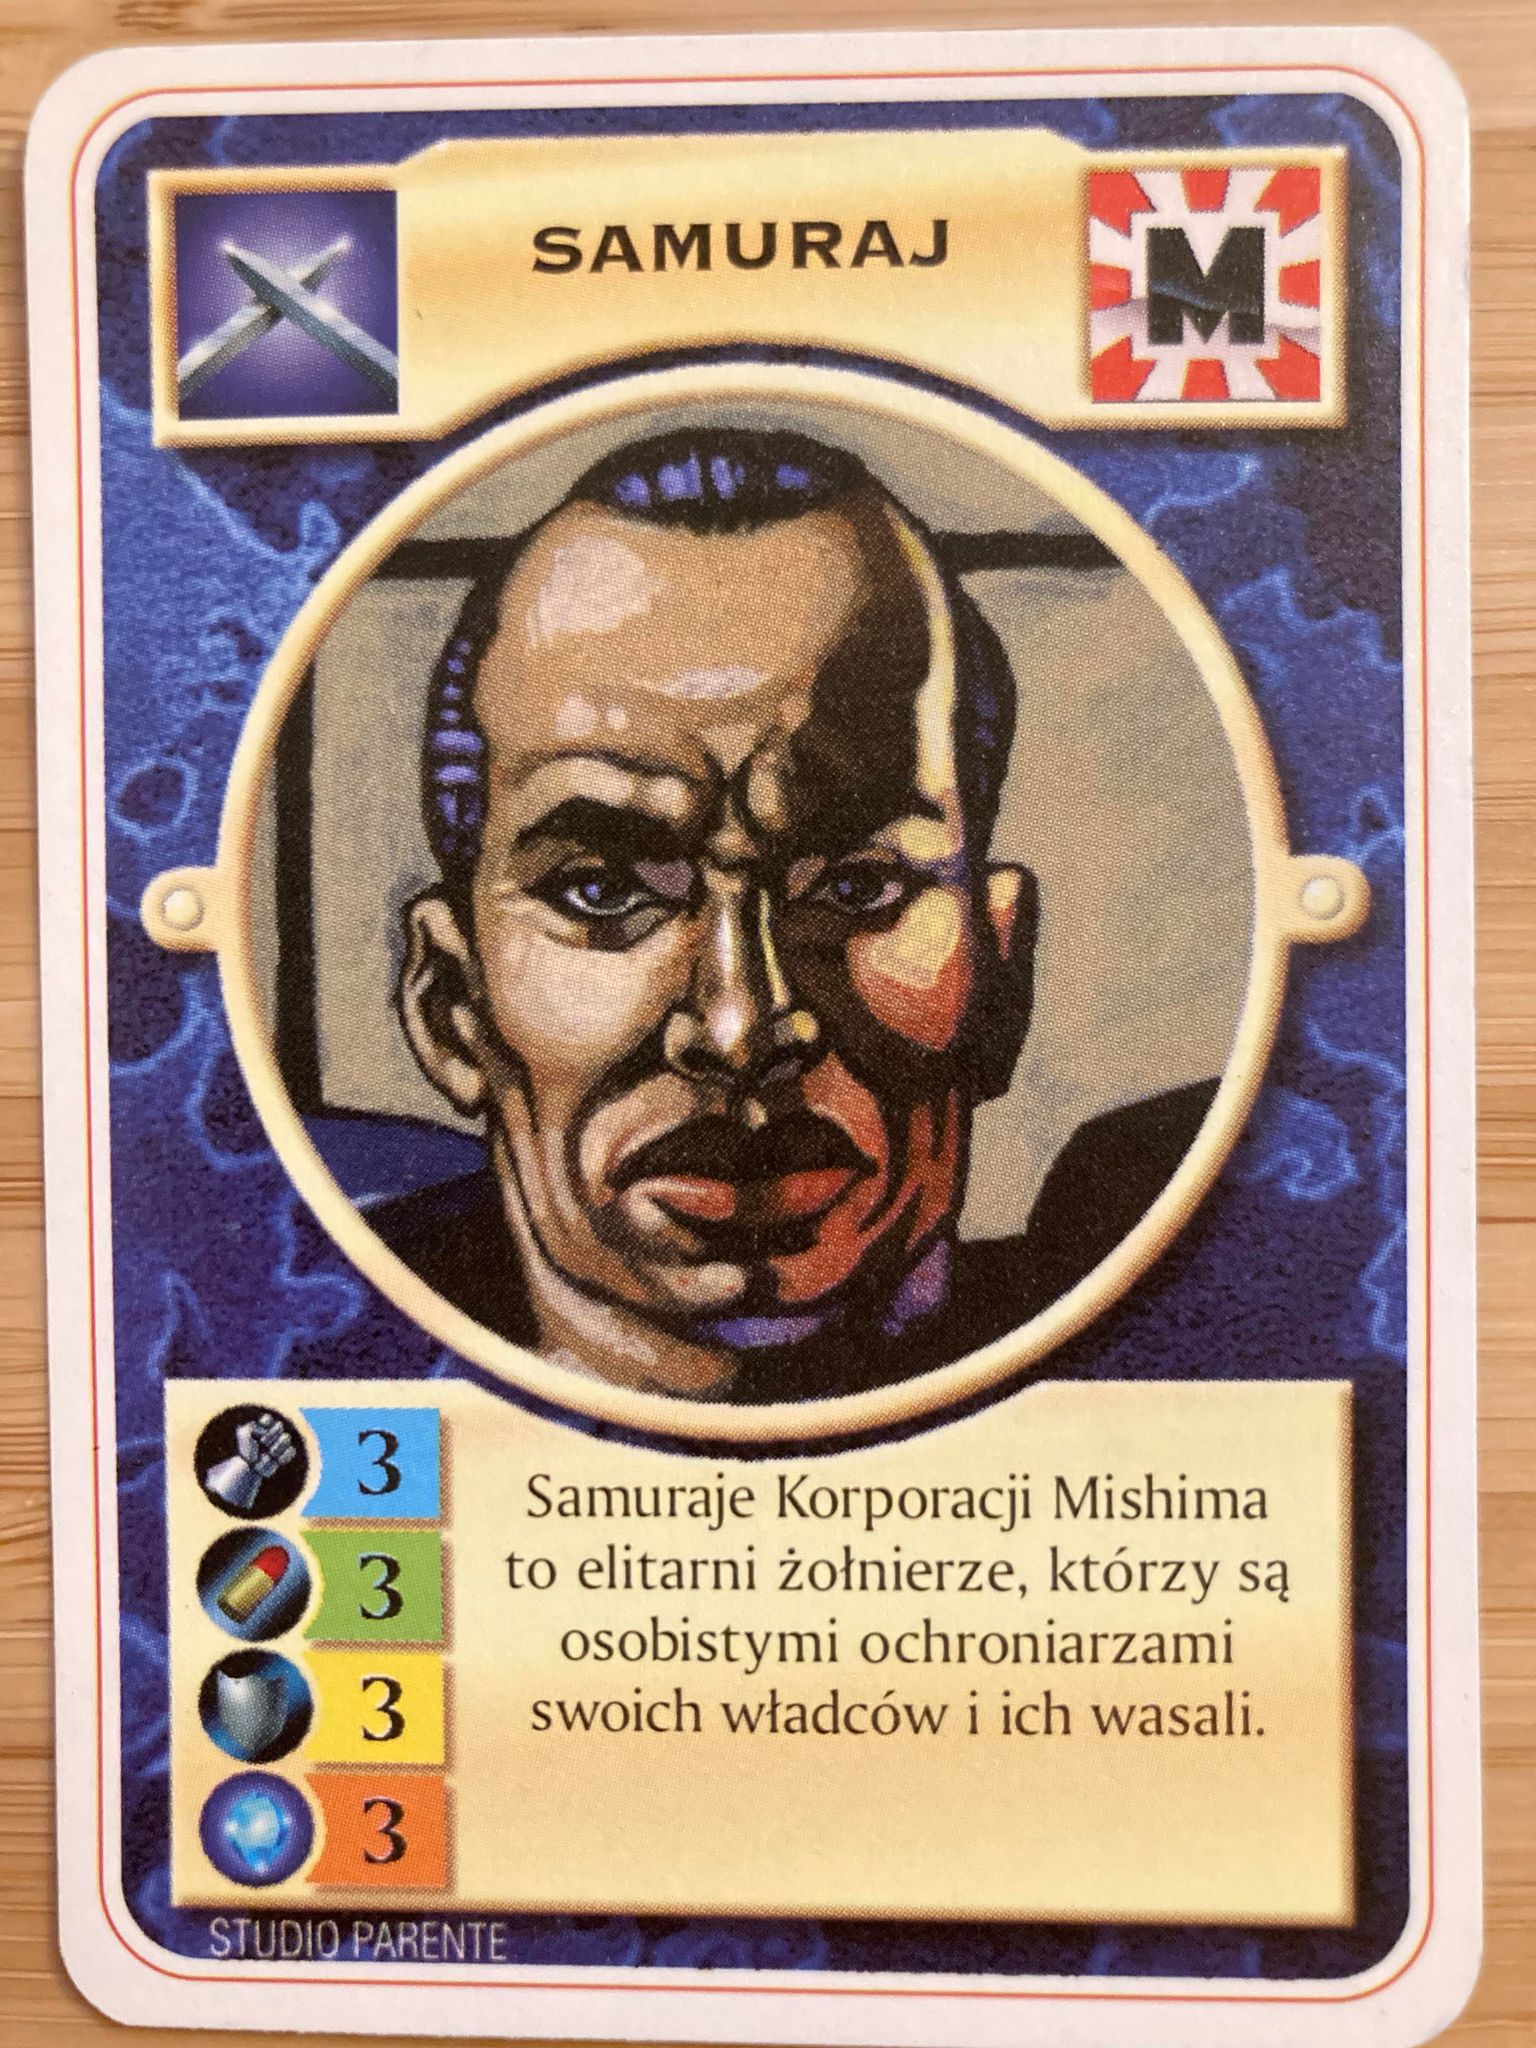 SAMURAJ
M
3
3
3
3
Samuraje Korporacji Mishima
to elitarni żołnierze, którzy są
osobistymi ochroniarzami
swoich władców i ich wasali.
STUDIO PARENTE